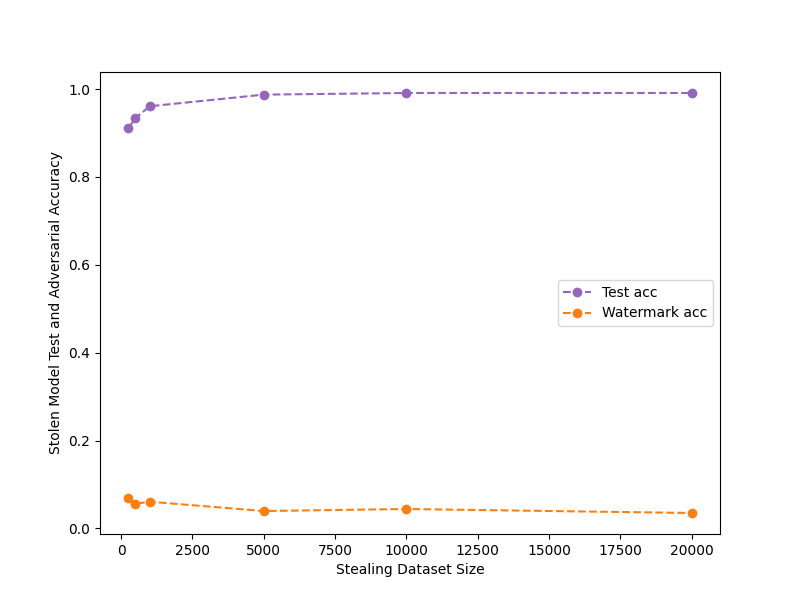 1.0
0.8
0.6
0.4
0.2
0.0
Stolen Model Test and Adversarial Accuracy
Test acc
Watermark acc
0 2500 5000 7500 10000 12500 15000 17500 20000
Stealing Dataset Size